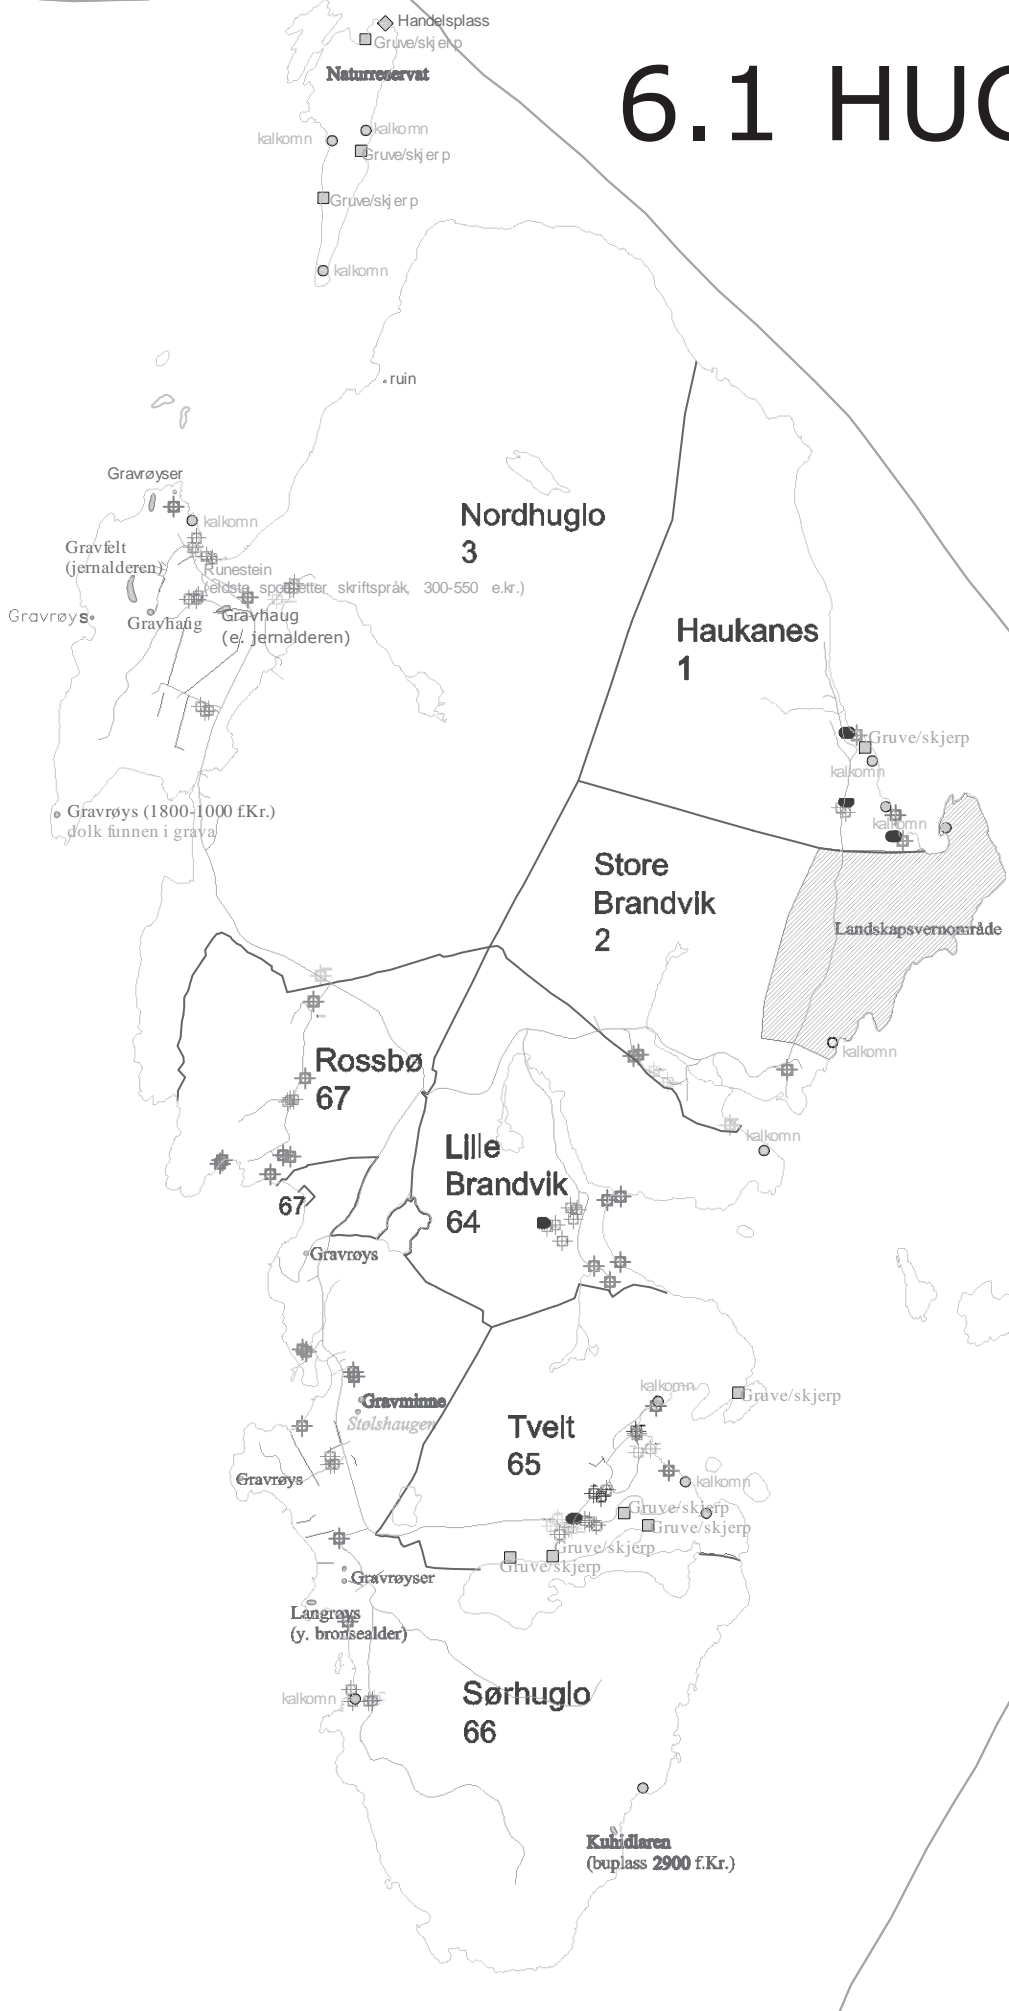 Handelsplass
Gruve/skjerp
6.1 HUG
Naturreservat
kalkomn
kalkomn
Gruve/skjerp
Gruve/skjerp
kalkomn
ruin
Gravrøyser
Nordhuglo
3
kalkomn
Gravfelt
(jernalderen)
Runestein
(eldste spor etter skriftspråk, 300-550 e.kr.)
Gravrøys
Gravhaug
Gravhaug
(e. jernalderen)
Haukanes
1
Gruve/skjerp
kalkomn
Gravrøys (1800-1000 f.Kr.)
dolk funnen i grava
kalkomn
Store
Brandvik
2
Landskapsvernområde
kalkomn
Rossbø
67
kalkomn
Lille
Brandvik
64
67
Gravrøys
kalkomn
Gruve/skjerp
Gravminne
Stølshaugen
Tveit
65
Gravrøys
kalkomn
Gruve/skjerp
Gruve/skjerp
Gruve/skjerp
Gruve/skjerp
Gravrøyser
Langrøys
(y. bronsealder)
kalkomn
Sørhuglo
66
Kuhidlaren
(buplass 2900 f.Kr.)